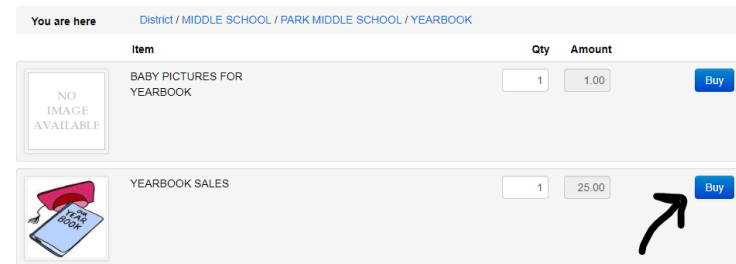 You are here District / MIDDLE SCHOOL / PARK MIDDLE SCHOOL / YEARBOOK
Item Qty Amount
NO
IMAGE
AVAILABLE
BABY PICTURES FOR
YEARBOOK
1 1.00 Buy
OUR
YEAR
BOOK
YEARBOOK SALES 1 25.00 Buy